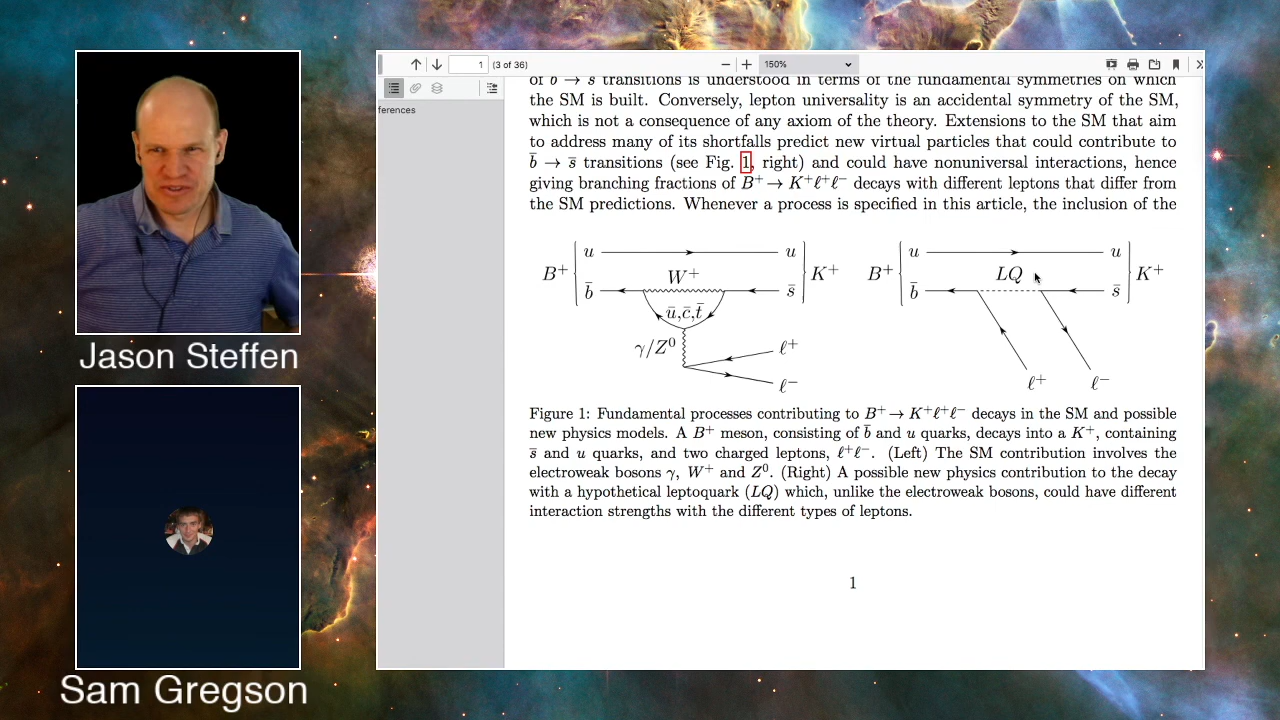 Jason Steffen
Sam Gregson
1 (3 of 36) 150%
ferences
of b̄ → s̄ transitions is understood in terms of the fundamental symmetries on which
the SM is built. Conversely, lepton universality is an accidental symmetry of the SM,
which is not a consequence of any axiom of the theory. Extensions to the SM that aim
to address many of its shortfalls predict new virtual particles that could contribute to
b̄ → s̄ transitions (see Fig. 1, right) and could have nonuniversal interactions, hence
giving branching fractions of B⁺ → K⁺ℓ⁺ℓ⁻ decays with different leptons that differ from
the SM predictions. Whenever a process is specified in this article, the inclusion of the
B⁺ u u K⁺
W⁺
b̄ s̄
ū,c̄,t̄
γ/Z⁰ ℓ⁺
ℓ⁻
B⁺ u u K⁺
LQ
b̄ s̄
ℓ⁺ ℓ⁻
Figure 1: Fundamental processes contributing to B⁺ → K⁺ℓ⁺ℓ⁻ decays in the SM and possible
new physics models. A B⁺ meson, consisting of b̄ and u quarks, decays into a K⁺, containing
s̄ and u quarks, and two charged leptons, ℓ⁺ℓ⁻. (Left) The SM contribution involves the
electroweak bosons γ, W⁺ and Z⁰. (Right) A possible new physics contribution to the decay
with a hypothetical leptoquark (LQ) which, unlike the electroweak bosons, could have different
interaction strengths with the different types of leptons.
1